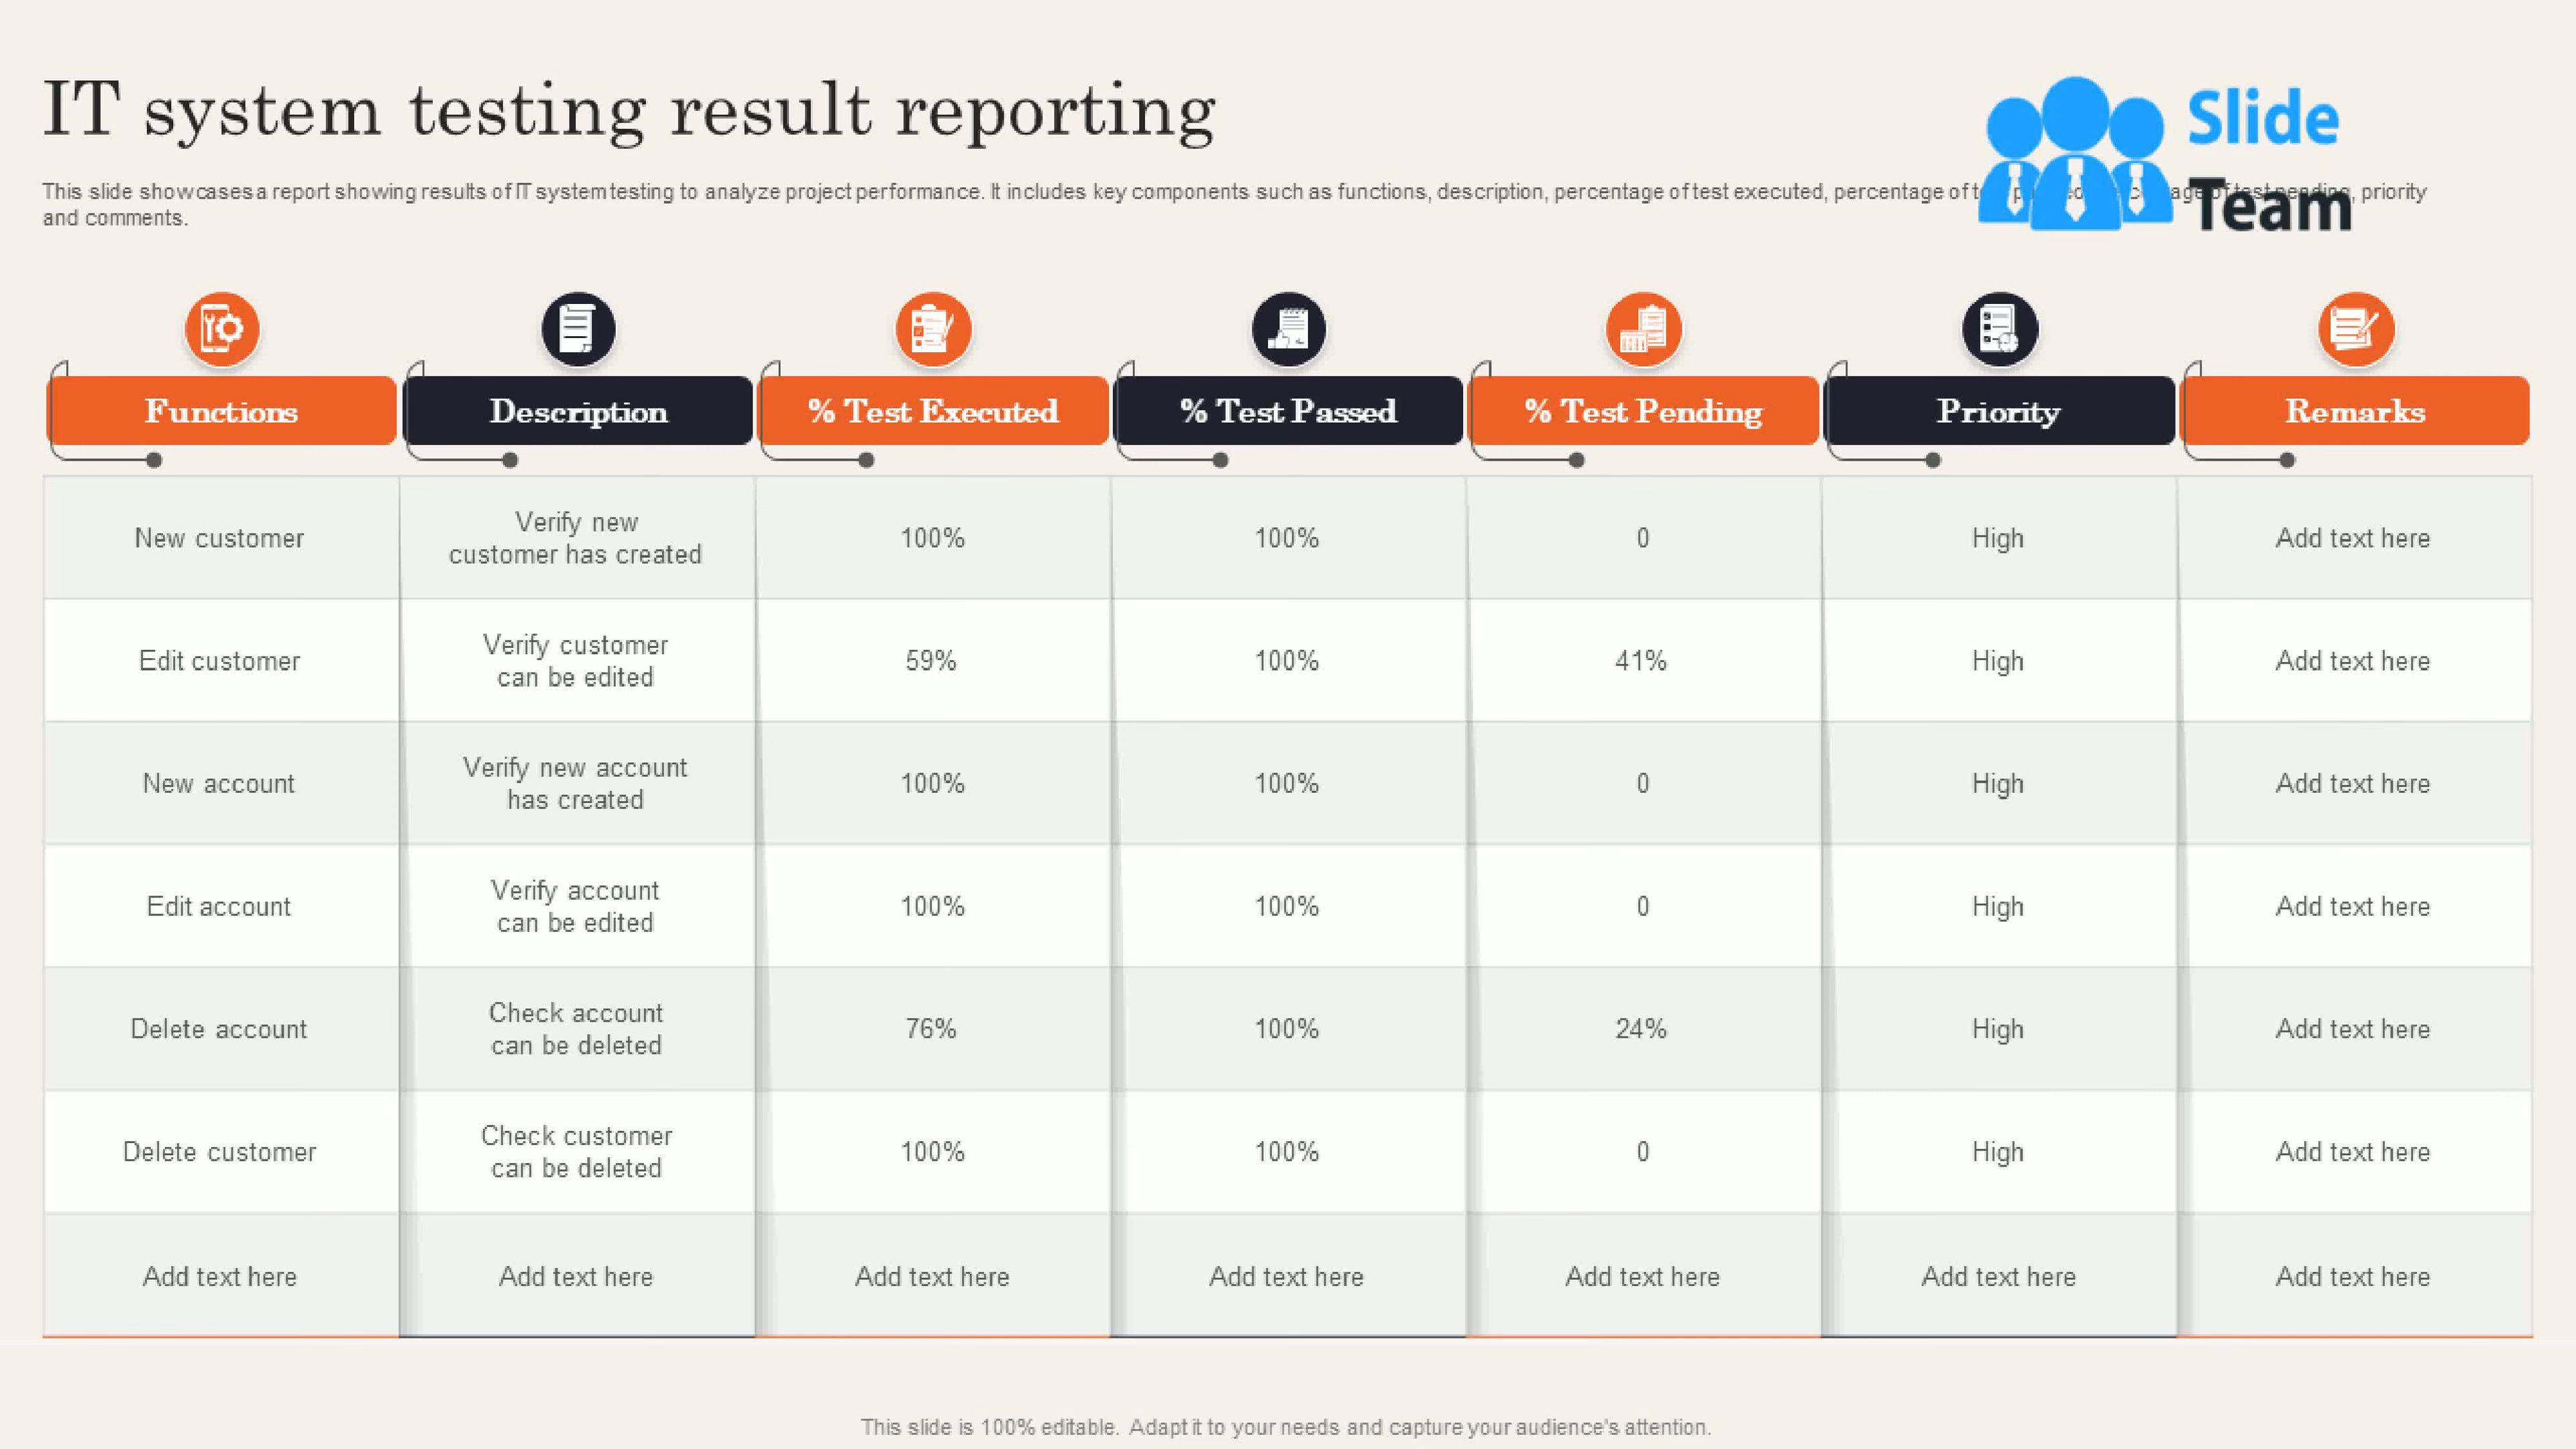 IT system testing result reporting
Slide
Team
This slide showcases a report showing results of IT system testing to analyze project performance. It includes key components such as functions, description, percentage of test executed, percentage of test pending, priority
and comments.
Functions
Description
% Test Executed
% Test Passed
% Test Pending
Priority
Remarks
New customer
Verify new
customer has created
100%
100%
0
High
Add text here
Edit customer
Verify customer
can be edited
59%
100%
41%
High
Add text here
New account
Verify new account
has created
100%
100%
0
High
Add text here
Edit account
Verify account
can be edited
100%
100%
0
High
Add text here
Delete account
Check account
can be deleted
76%
100%
24%
High
Add text here
Delete customer
Check customer
can be deleted
100%
100%
0
High
Add text here
Add text here
Add text here
Add text here
Add text here
Add text here
Add text here
Add text here
This slide is 100% editable. Adapt it to your needs and capture your audience's attention.